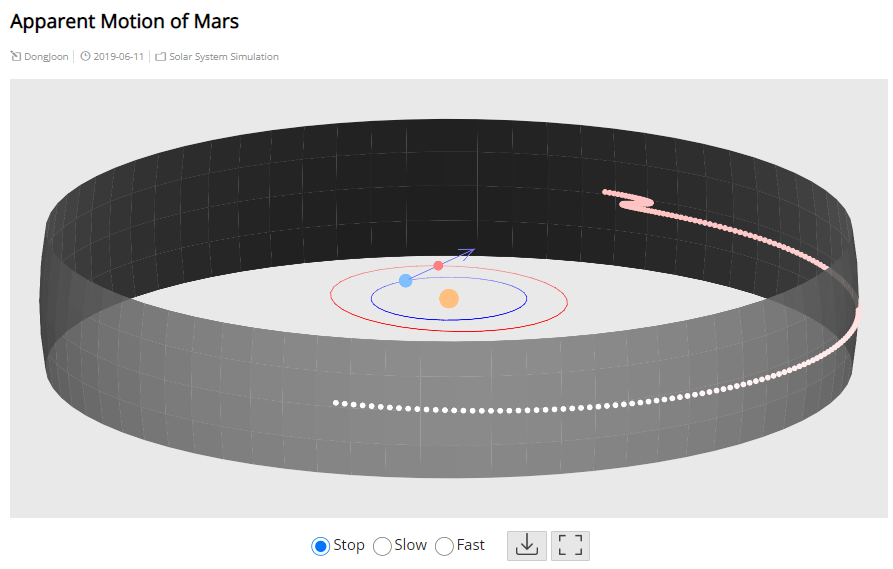 Apparent Motion of Mars
DongJoon 2019-06-11 Solar System Simulation
Stop Slow Fast